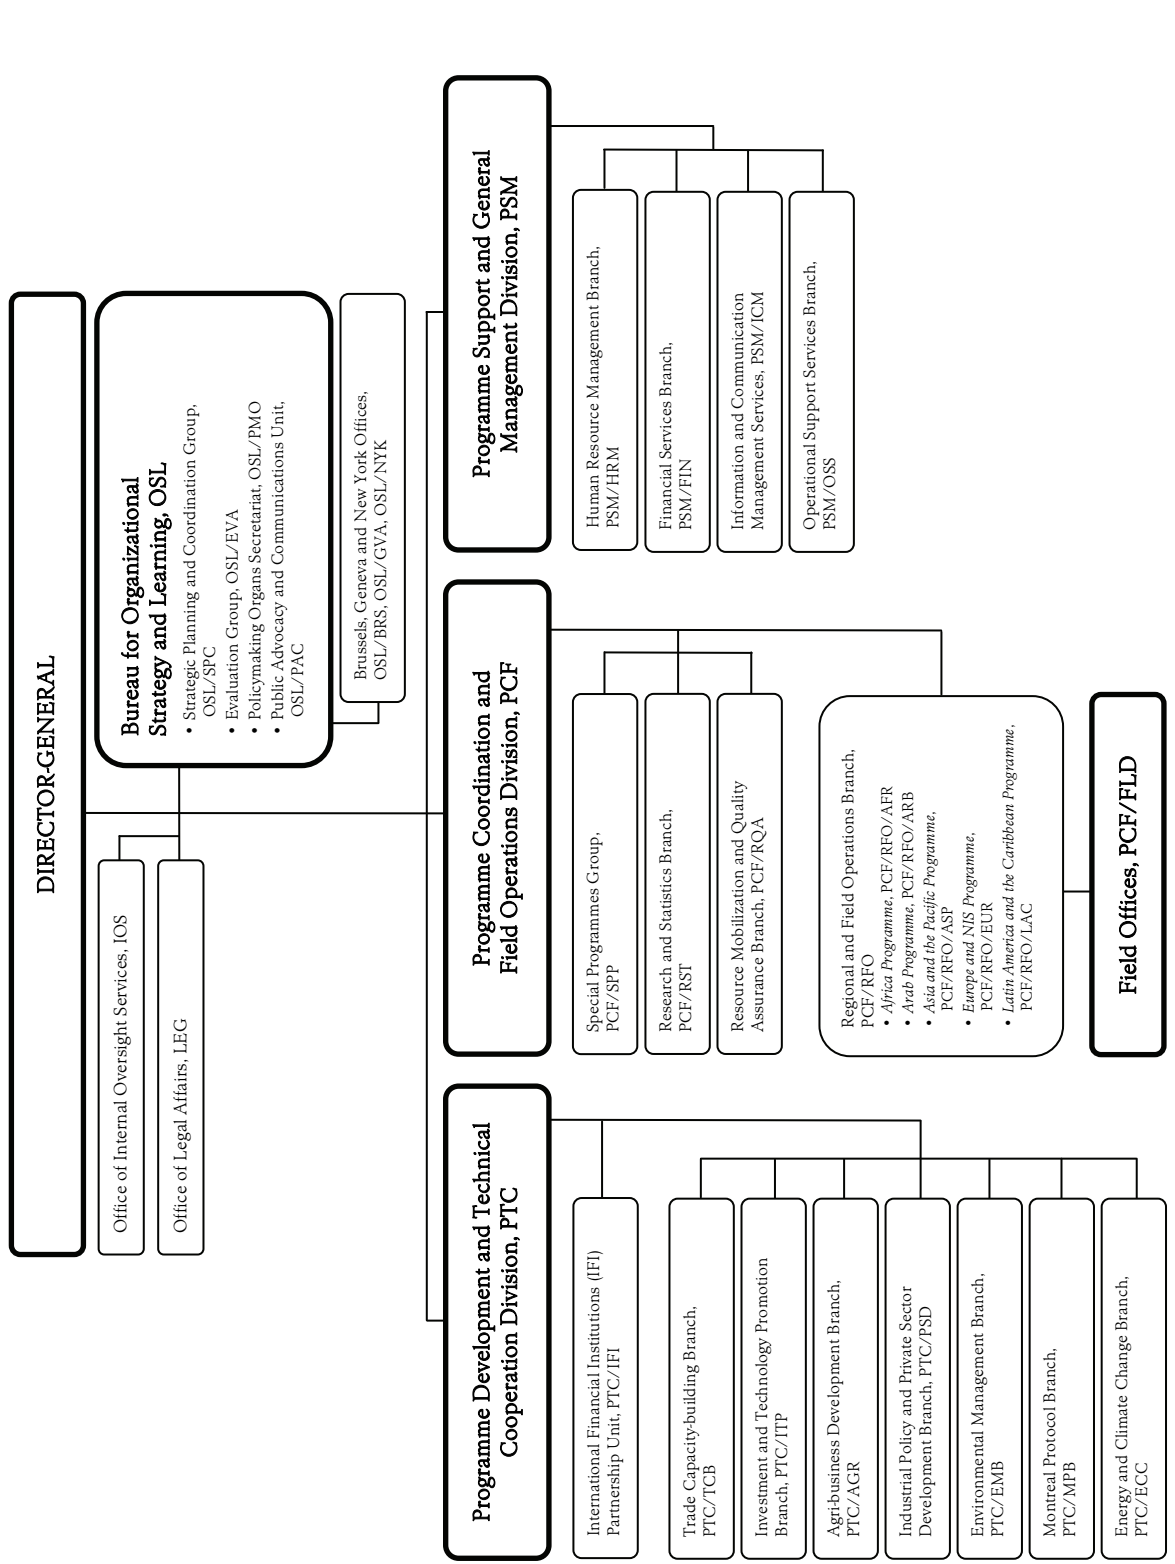 DIRECTOR-GENERAL
Office of Internal Oversight Services, IOS
Office of Legal Affairs, LEG
Bureau for Organizational
Strategy and Learning, OSL
• Strategic Planning and Coordination Group,
OSL/SPC
• Evaluation Group, OSL/EVA
• Policymaking Organs Secretariat, OSL/PMO
• Public Advocacy and Communications Unit,
OSL/PAC
Brussels, Geneva and New York Offices,
OSL/BRS, OSL/GVA, OSL/NYK
Programme Development and Technical
Cooperation Division, PTC
International Financial Institutions (IFI)
Partnership Unit, PTC/IFI
Trade Capacity-building Branch,
PTC/TCB
Investment and Technology Promotion
Branch, PTC/ITP
Agri-business Development Branch,
PTC/AGR
Industrial Policy and Private Sector
Development Branch, PTC/PSD
Environmental Management Branch,
PTC/EMB
Montreal Protocol Branch,
PTC/MPB
Energy and Climate Change Branch,
PTC/ECC
Programme Coordination and
Field Operations Division, PCF
Special Programmes Group,
PCF/SPP
Research and Statistics Branch,
PCF/RST
Resource Mobilization and Quality
Assurance Branch, PCF/RQA
Regional and Field Operations Branch,
PCF/RFO
• Africa Programme, PCF/RFO/AFR
• Arab Programme, PCF/RFO/ARB
• Asia and the Pacific Programme,
PCF/RFO/ASP
• Europe and NIS Programme,
PCF/RFO/EUR
• Latin America and the Caribbean Programme,
PCF/RFO/LAC
Field Offices, PCF/FLD
Programme Support and General
Management Division, PSM
Human Resource Management Branch,
PSM/HRM
Financial Services Branch,
PSM/FIN
Information and Communication
Management Services, PSM/ICM
Operational Support Services Branch,
PSM/OSS